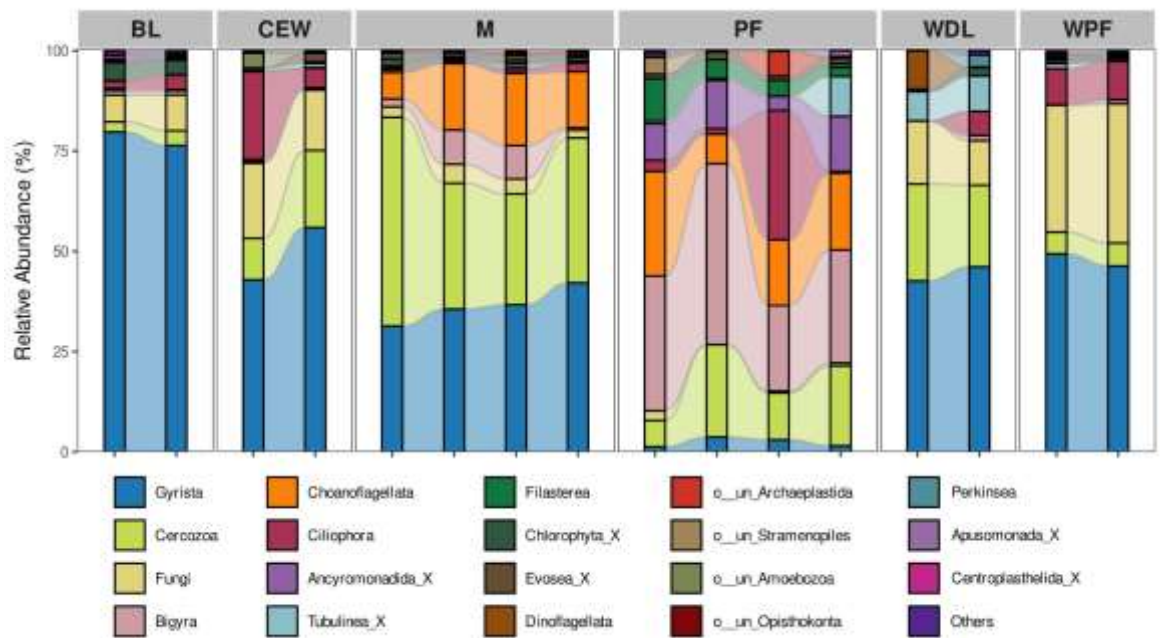 BL CEW M PF WDL WPF
100
75
50
25
0
Relative Abundance (%)
Gyrista Choanoflagellata Filasterea o__un_Archaeplastida Perkinsea
Cercozoa Ciliophora Chlorophyta_X o__un_Stramenopiles Apusomonada_X
Fungi Ancyromonadida_X Evosea_X o__un_Amoebozoa Centroplasthelida_X
Bigyra Tubulinea_X Dinoflagellata o__un_Opisthokonta Others